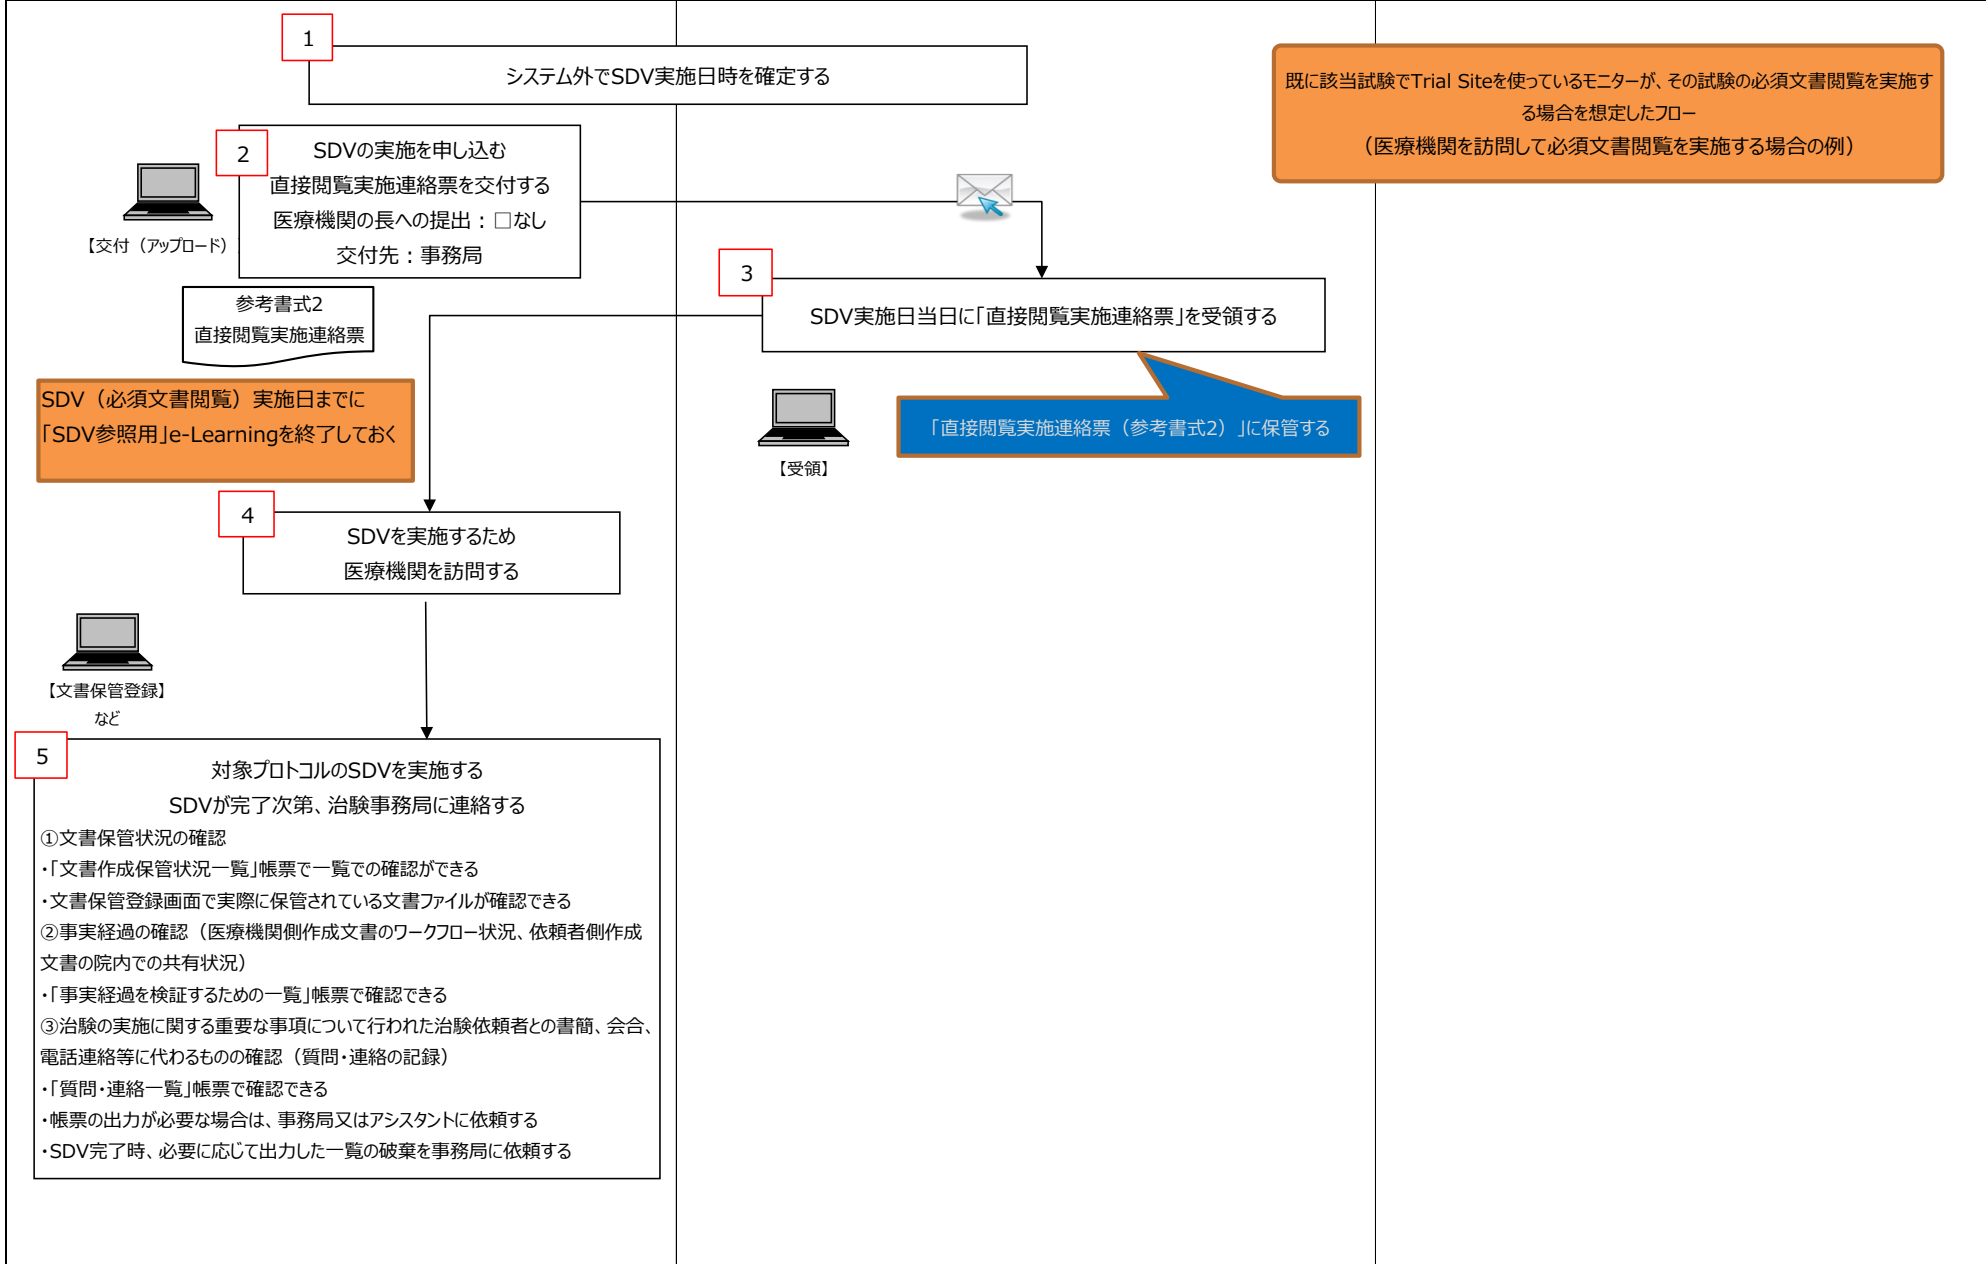 1
システム外でSDV実施日時を確定する
既に該当試験でTrial Siteを使っているモニターが、その試験の必須文書閲覧を実施す
る場合を想定したフロー
（医療機関を訪問して必須文書閲覧を実施する場合の例）
2
SDVの実施を申し込む
直接閲覧実施連絡票を交付する
医療機関の長への提出：□なし
交付先：事務局
【交付（アップロード）
参考書式2
直接閲覧実施連絡票
3
SDV実施日当日に「直接閲覧実施連絡票」を受領する
「直接閲覧実施連絡票（参考書式2）」に保管する
【受領】
SDV（必須文書閲覧）実施日までに
「SDV参照用」e-Learningを終了しておく
4
SDVを実施するため
医療機関を訪問する
【文書保管登録】
など
5
対象プロトコルのSDVを実施する
SDVが完了次第、治験事務局に連絡する
①文書保管状況の確認
・「文書作成保管状況一覧」帳票で一覧での確認ができる
・文書保管登録画面で実際に保管されている文書ファイルが確認できる
②事実経過の確認（医療機関側作成文書のワークフロー状況、依頼者側作成
文書の院内での共有状況）
・「事実経過を検証するための一覧」帳票で確認できる
③治験の実施に関する重要な事項について行われた治験依頼者との書簡、会合、
電話連絡等に代わるものの確認（質問・連絡の記録）
・「質問・連絡一覧」帳票で確認できる
・帳票の出力が必要な場合は、事務局又はアシスタントに依頼する
・SDV完了時、必要に応じて出力した一覧の破棄を事務局に依頼する